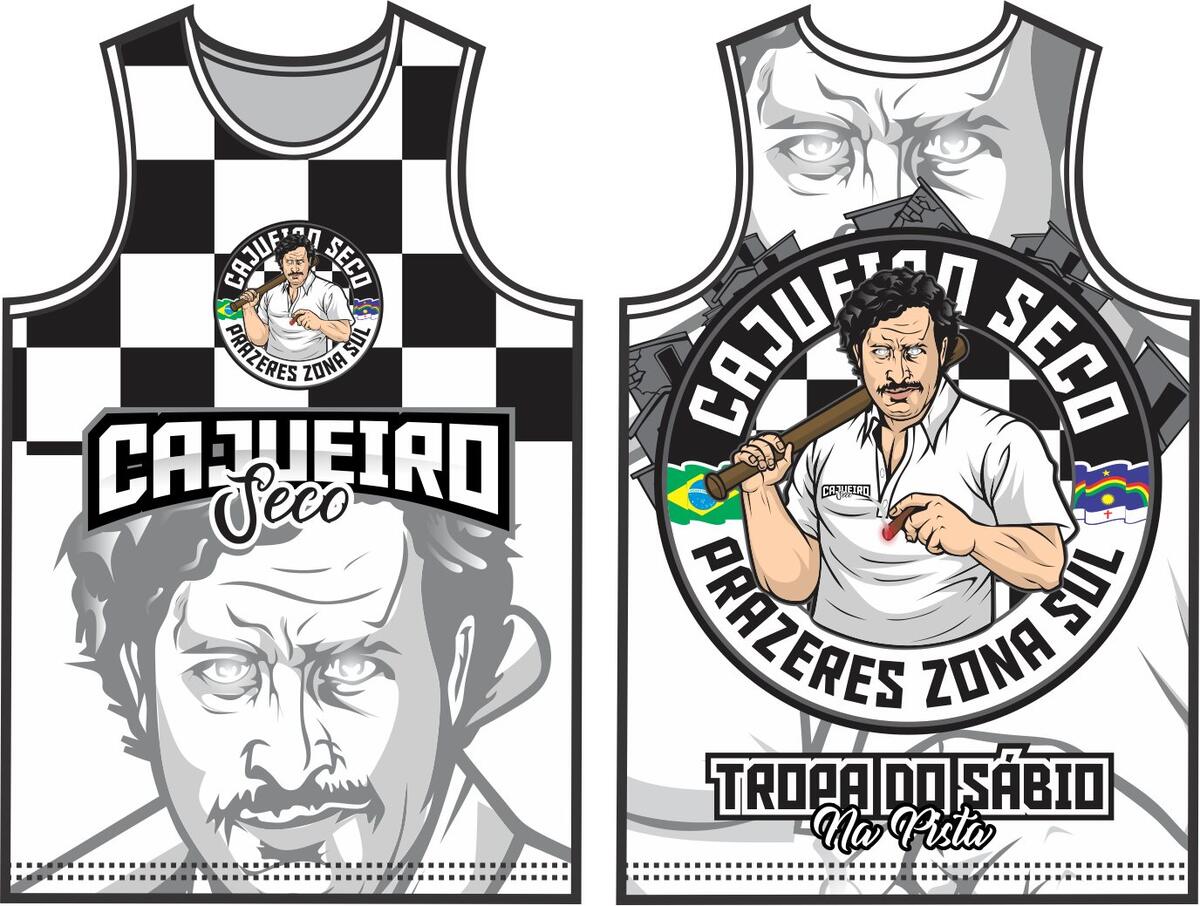 CAJUEIRO SECO
PRAZERES ZONA SUL
CAJUEIRO
Seco
CAJUEIRO SECO
CAJUEIRO
Seco
PRAZERES ZONA SUL
TROPA DO SÁBIO
Na Pista